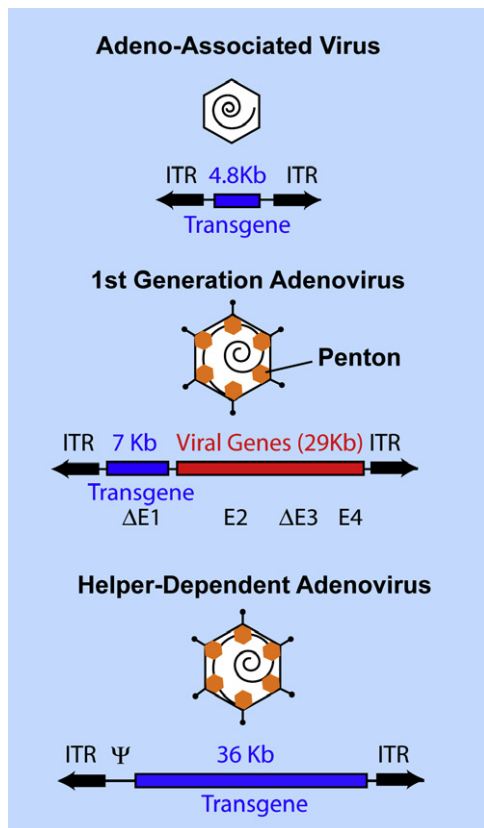 Adeno-Associated Virus
ITR 4.8Kb ITR
Transgene
1st Generation Adenovirus
Penton
ITR 7 Kb Viral Genes (29Kb) ITR
Transgene
ΔE1 E2 ΔE3 E4
Helper-Dependent Adenovirus
ITR Ψ 36 Kb ITR
Transgene